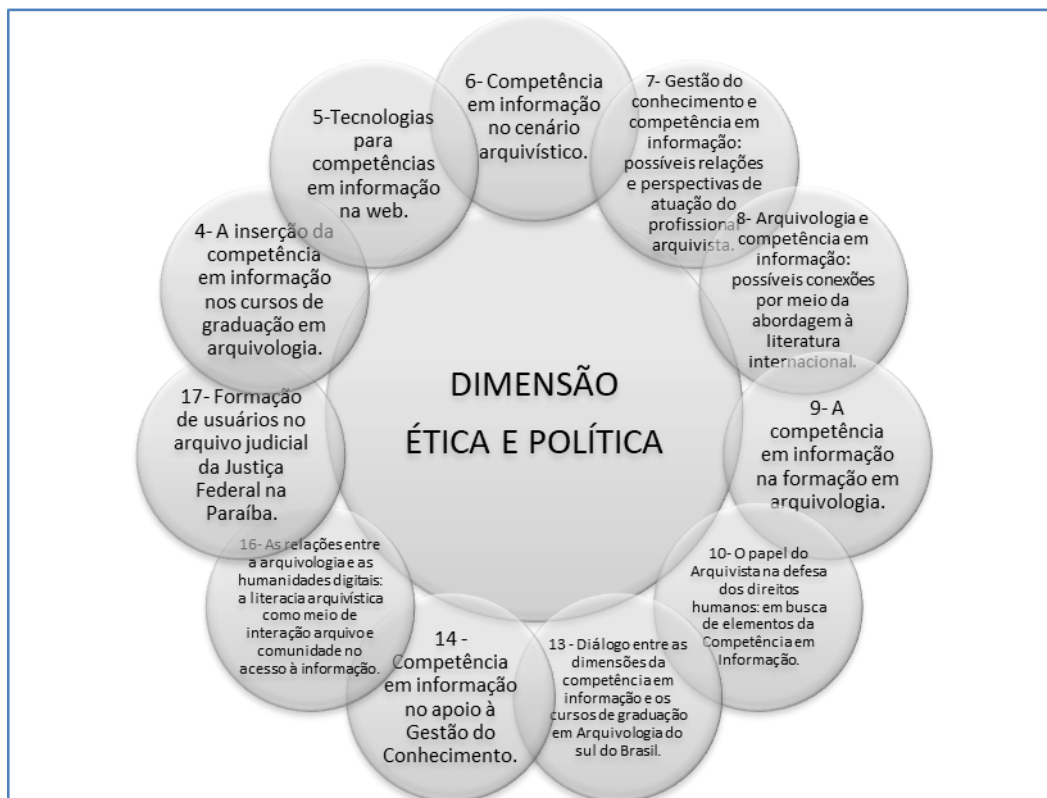 6- Competência
em informação
no cenário
arquivístico.
7- Gestão do
conhecimento e
competência em
informação:
possíveis relações
e perspectivas de
atuação do
profissional
arquivista.
8- Arquivologia e
competência em
informação:
possíveis conexões
por meio da
abordagem à
literatura
internacional.
9- A
competência
em informação
na formação em
arquivologia.
10- O papel do
Arquivista na defesa
dos direitos
humanos: em busca
de elementos da
Competência em
Informação.
13 - Diálogo entre as
dimensões da
competência em
informação e os
cursos de graduação
em Arquivologia do
sul do Brasil.
14 -
Competência
em informação
no apoio à
Gestão do
Conhecimento.
16- As relações entre
a arquivologia e as
humanidades digitais:
a literacia arquivística
como meio de
interação arquivo e
comunidade no
acesso à informação.
17- Formação
de usuários no
arquivo judicial
da Justiça
Federal na
Paraíba.
4- A inserção da
competência
em informação
nos cursos de
graduação em
arquivologia.
5-Tecnologias
para
competências
em informação
na web.
DIMENSÃO
ÉTICA E POLÍTICA